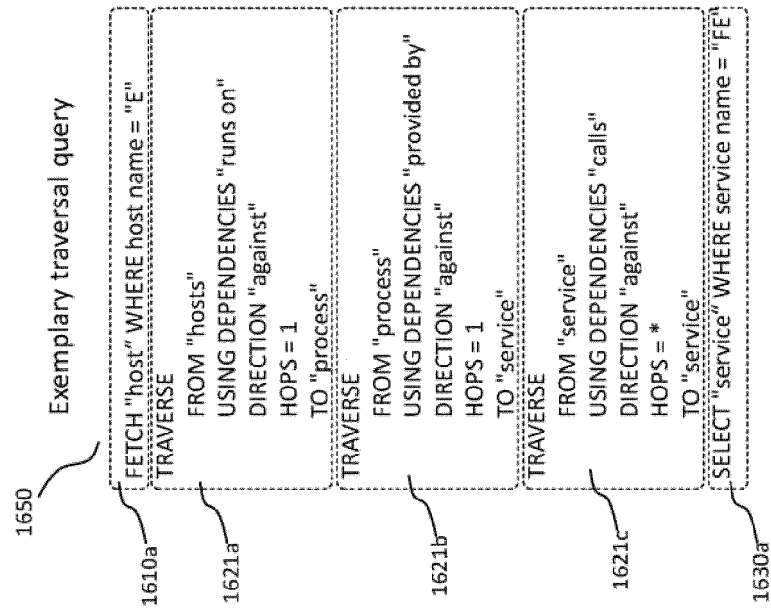 Exemplary traversal query
1650
1610a
FETCH "host" WHERE host name = "E"
1621a
TRAVERSE
FROM "hosts"
USING DEPENDENCIES "runs on"
DIRECTION "against"
HOPS = 1
TO "process"
1621b
TRAVERSE
FROM "process"
USING DEPENDENCIES "provided by"
DIRECTION "against"
HOPS = 1
TO "service"
1621c
TRAVERSE
FROM "service"
USING DEPENDENCIES "calls"
DIRECTION "against"
HOPS = *
TO "service"
1630a
SELECT "service" WHERE service name = "FE"